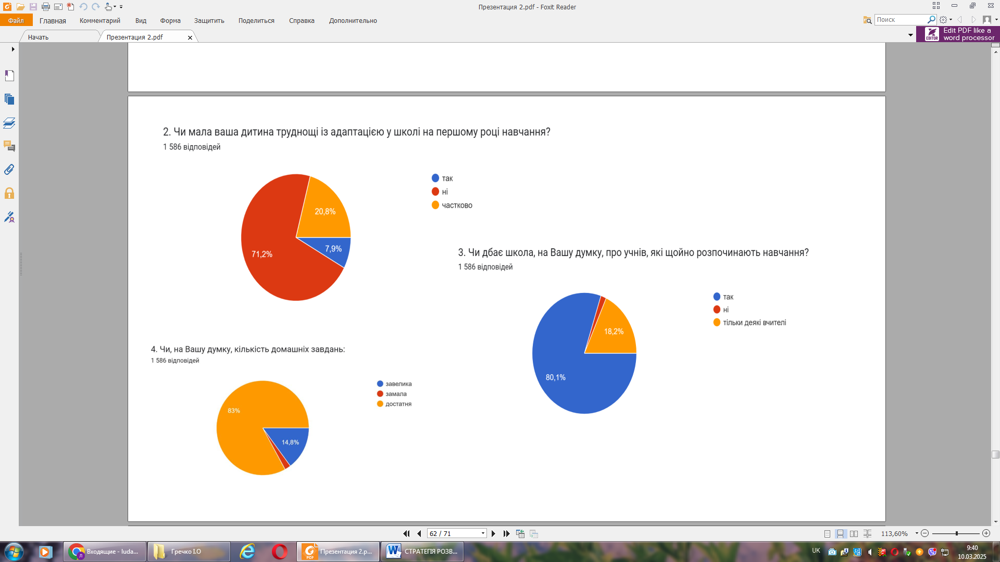 Презентация 2.pdf - Foxit Reader
Файл Главная Комментарий Вид Форма Защитить Поделиться Справка Дополнительно
Поиск
Начать
Презентация 2.pdf
EDITOR
Edit PDF like a
word processor
2. Чи мала ваша дитина труднощі із адаптацією у школі на першому році навчання?
1 586 відповідей
так
ні
частково
20,8%
7,9%
71,2%
3. Чи дбає школа, на Вашу думку, про учнів, які щойно розпочинають навчання?
1 586 відповідей
так
ні
тільки деякі вчителі
18,2%
80,1%
4. Чи, на Вашу думку, кількість домашніх завдань:
1 586 відповідей
завелика
замала
достатня
83%
14,8%
62 / 71
113,60%
Входящие - luda...
Гречко І.О
PDF
Презентация 2.p...
СТРАТЕГІЯ РОЗВ...
UK
9:40
10.03.2025